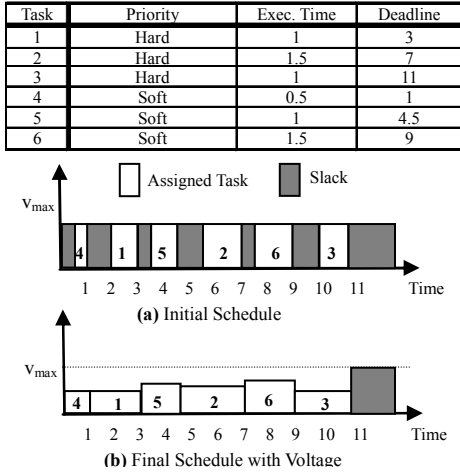 Task Priority Exec. Time Deadline
1 Hard 1 3
2 Hard 1.5 7
3 Hard 1 11
4 Soft 0.5 1
5 Soft 1 4.5
6 Soft 1.5 9
Assigned Task Slack
vmax
4 1 5 2 6 3
1 2 3 4 5 6 7 8 9 10 11 Time
(a) Initial Schedule
vmax
4 1 5 2 6 3
1 2 3 4 5 6 7 8 9 10 11 Time
(b) Final Schedule with Voltage